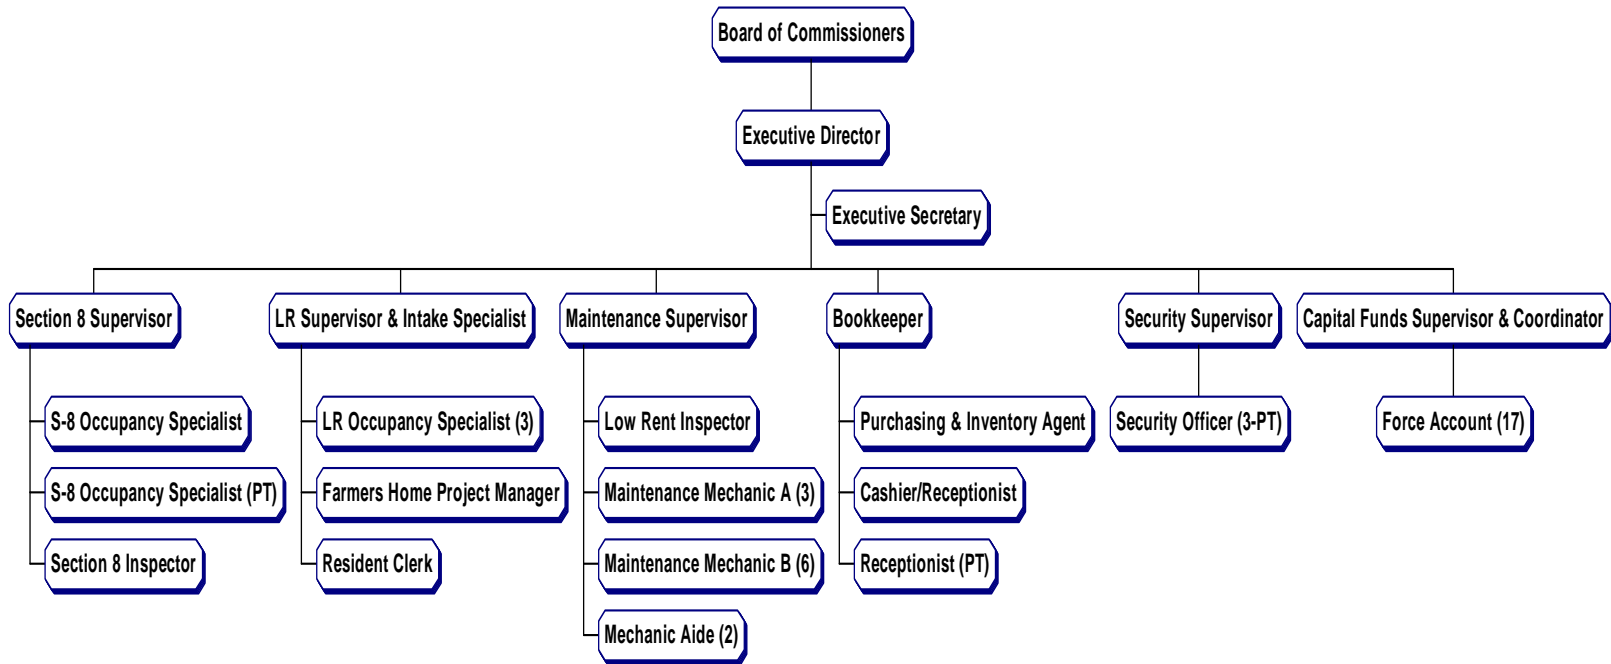 Board of Commissioners
Executive Director
Executive Secretary
Section 8 Supervisor
LR Supervisor & Intake Specialist
Maintenance Supervisor
Bookkeeper
Security Supervisor
Capital Funds Supervisor & Coordinator
S-8 Occupancy Specialist
LR Occupancy Specialist (3)
Low Rent Inspector
Purchasing & Inventory Agent
Security Officer (3-PT)
Force Account (17)
S-8 Occupancy Specialist (PT)
Farmers Home Project Manager
Maintenance Mechanic A (3)
Cashier/Receptionist
Section 8 Inspector
Resident Clerk
Maintenance Mechanic B (6)
Receptionist (PT)
Mechanic Aide (2)